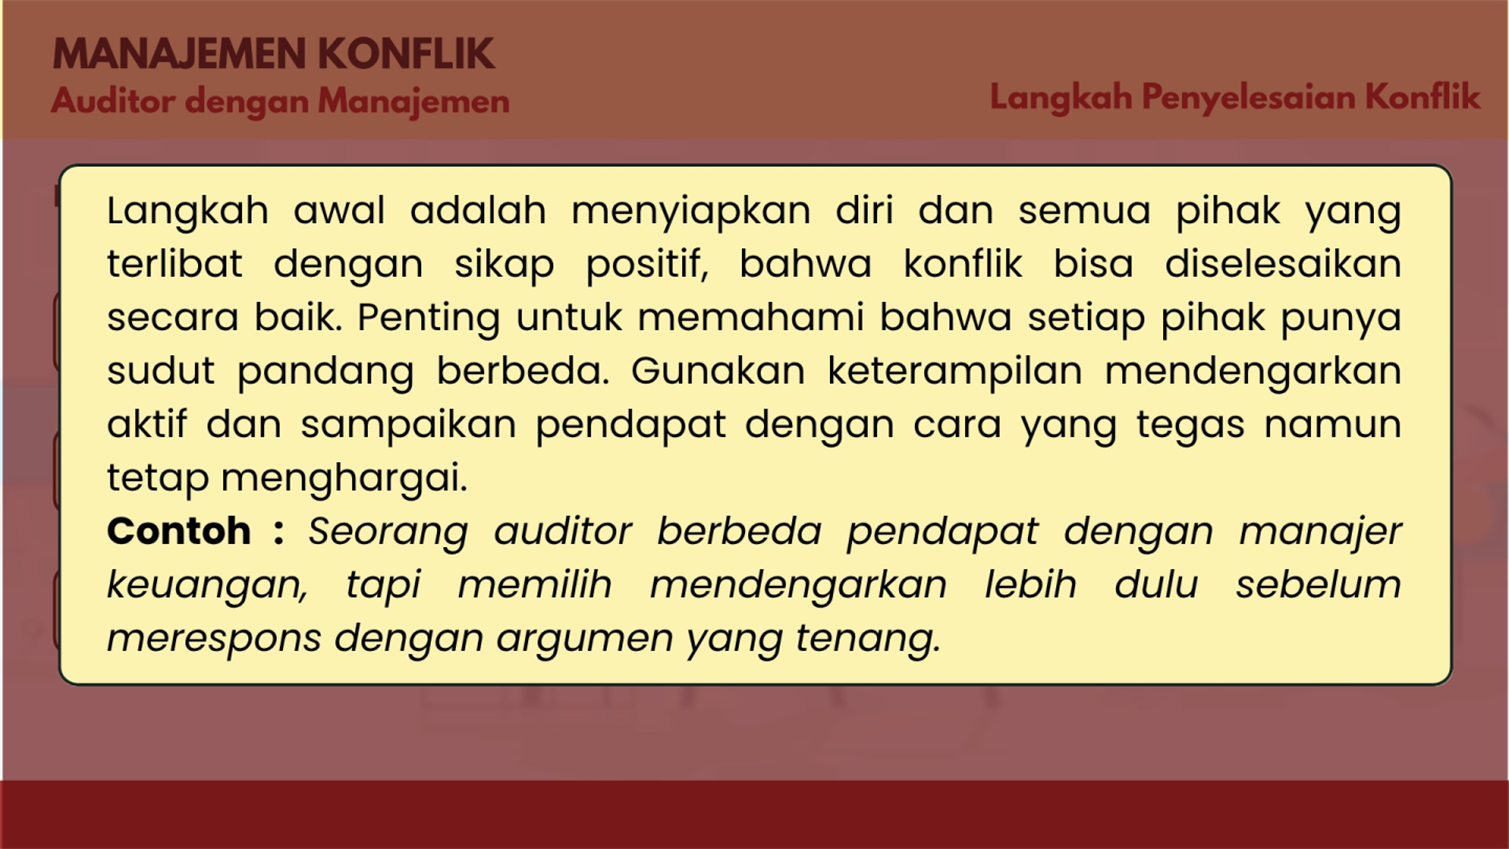 MANAJEMEN KONFLIK
Auditor dengan Manajemen
Langkah Penyelesaian Konflik
Langkah awal adalah menyiapkan diri dan semua pihak yang
terlibat dengan sikap positif, bahwa konflik bisa diselesaikan
secara baik. Penting untuk memahami bahwa setiap pihak punya
sudut pandang berbeda. Gunakan keterampilan mendengarkan
aktif dan sampaikan pendapat dengan cara yang tegas namun
tetap menghargai.
Contoh : Seorang auditor berbeda pendapat dengan manajer
keuangan, tapi memilih mendengarkan lebih dulu sebelum
merespons dengan argumen yang tenang.